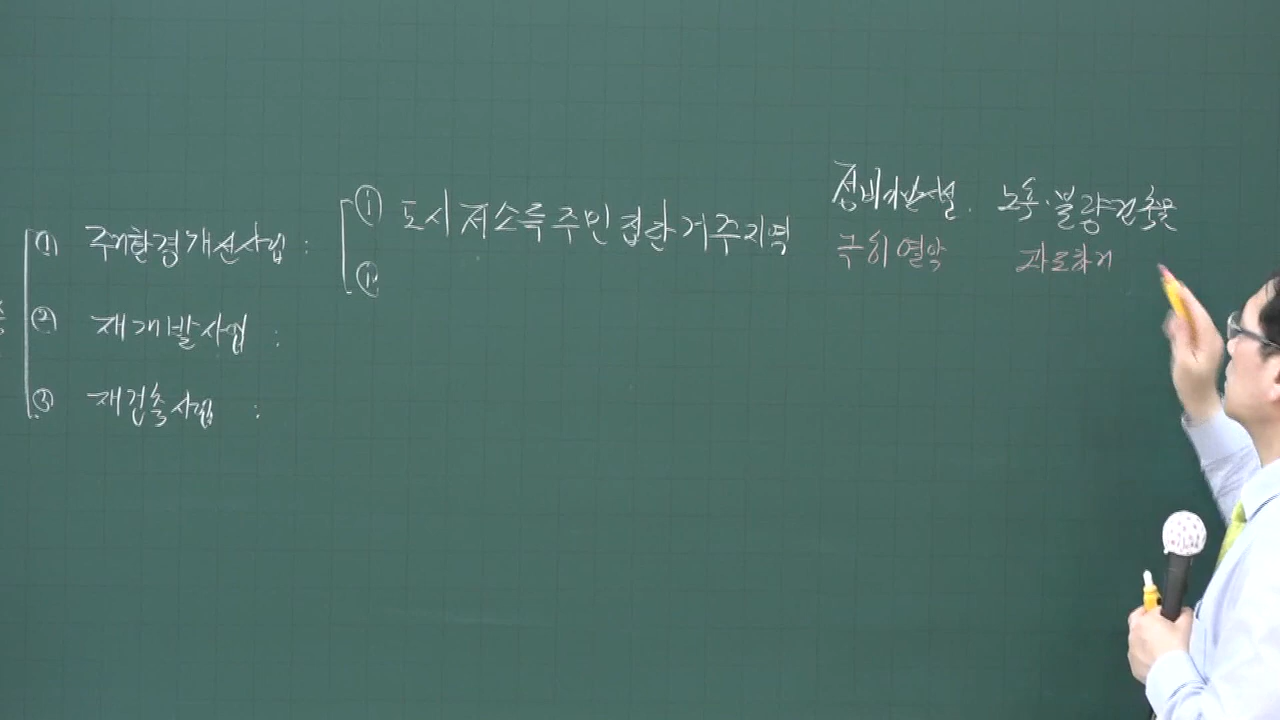 ① 주거환경개선사업 :
① 도시저소득주민집단거주지역
정비기반시설. 노후·불량건축물
극히 열악 과도하게
①
② 재개발사업 :
③ 재건축사업 :